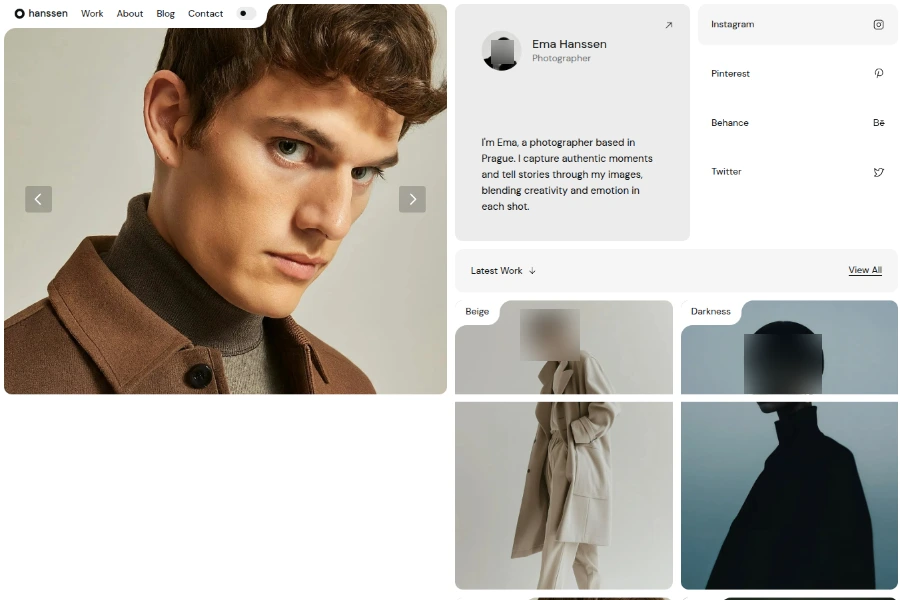 hanssen Work About Blog Contact
Ema Hanssen
Photographer
I'm Ema, a photographer based in
Prague. I capture authentic moments
and tell stories through my images,
blending creativity and emotion in
each shot.
Instagram
Pinterest
Behance Bē
Twitter
Latest Work ↓ View All
Beige
Darkness